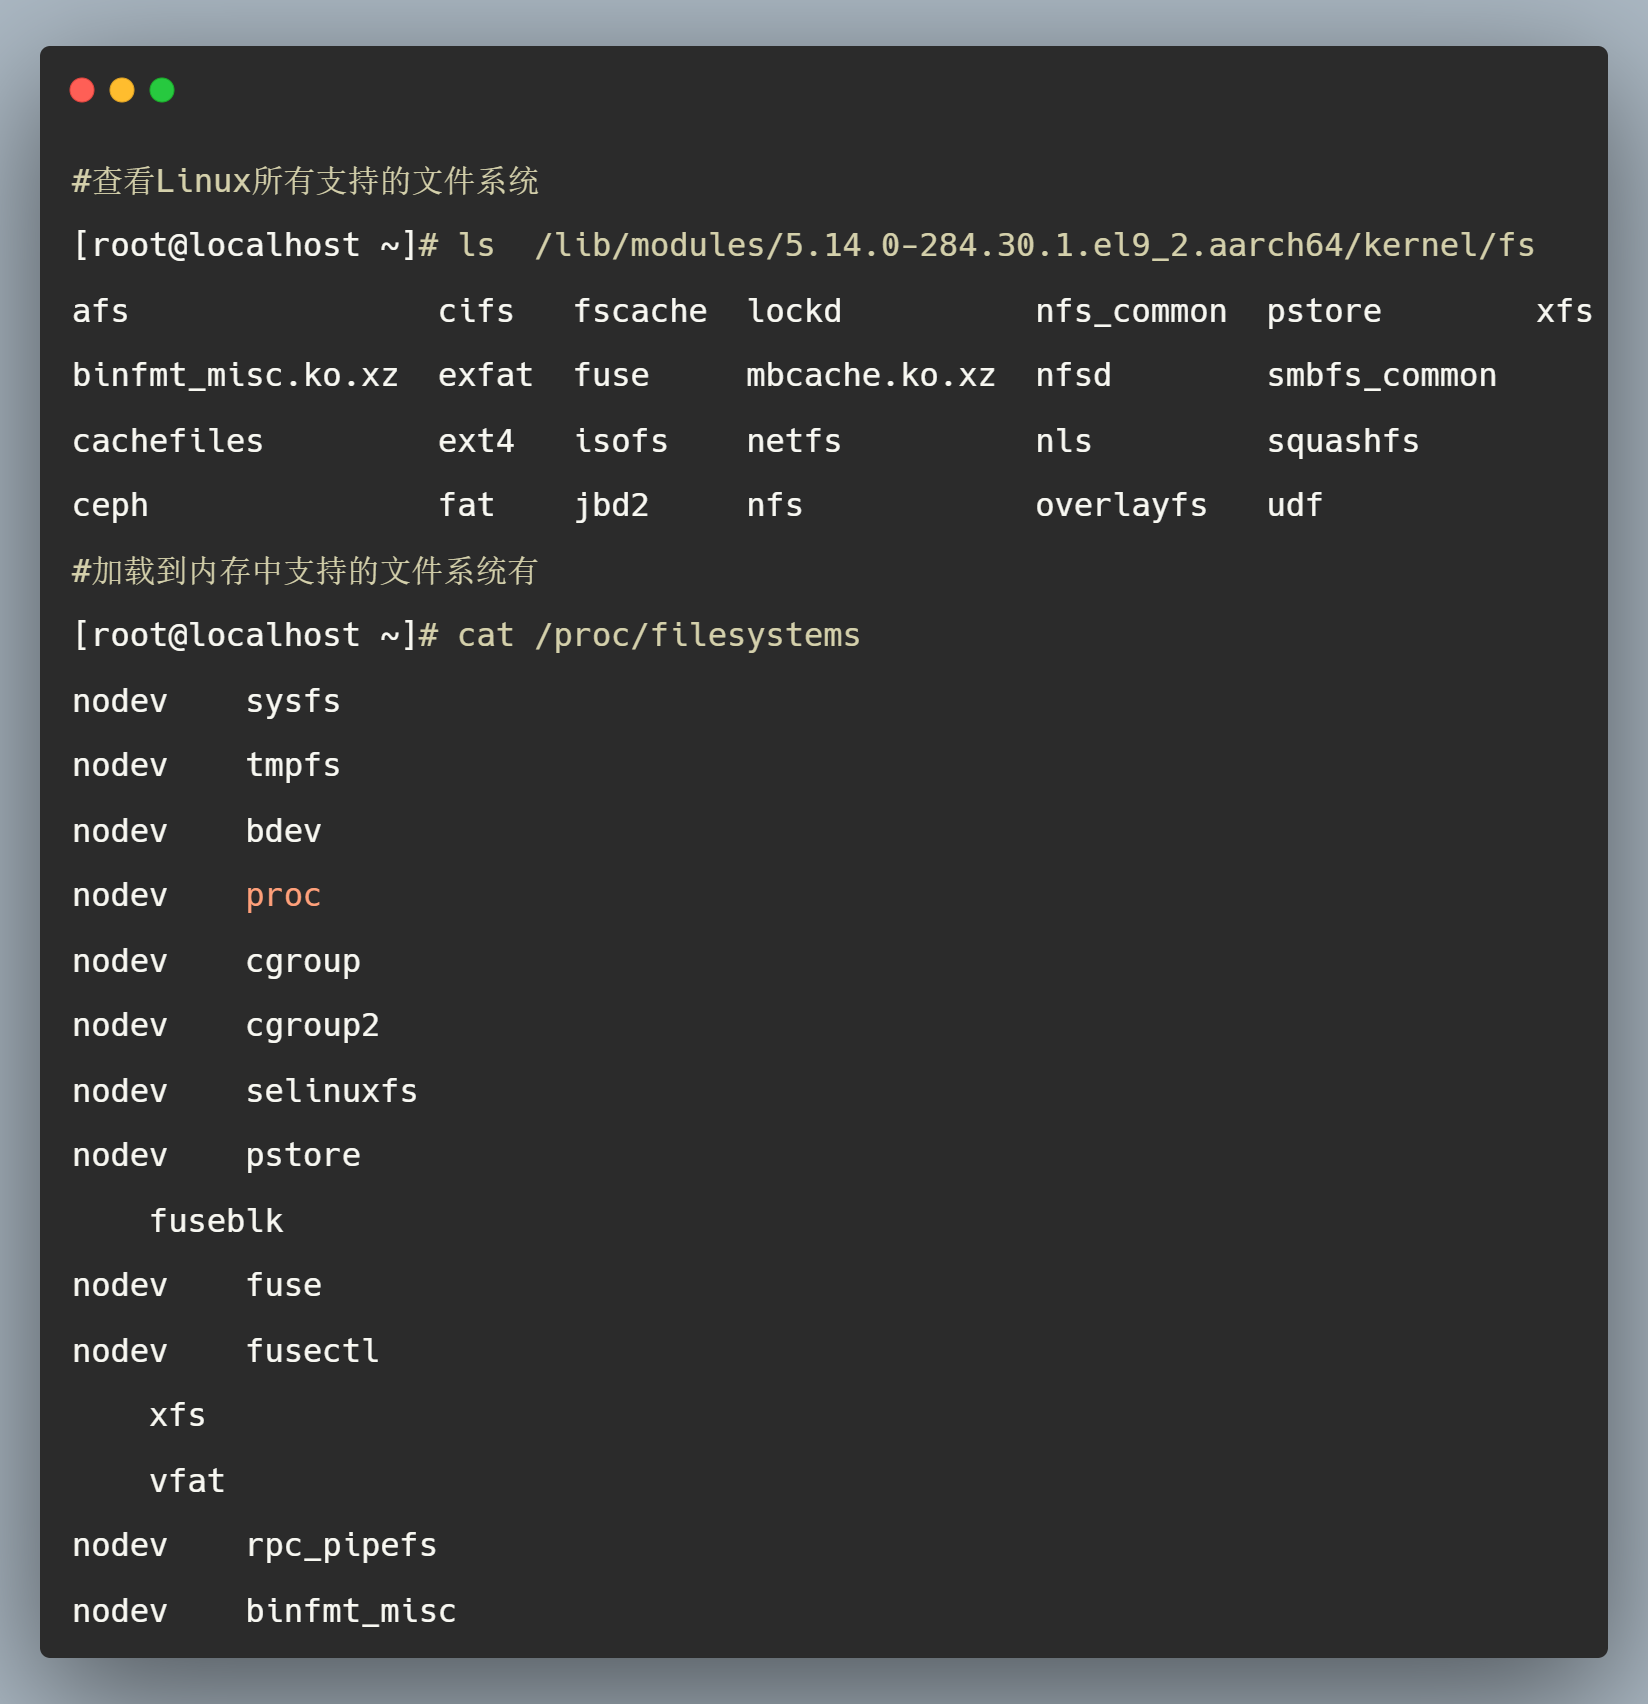 #查看Linux所有支持的文件系统
[root@localhost ~]# ls  /lib/modules/5.14.0-284.30.1.el9_2.aarch64/kernel/fs
afs                cifs   fscache  lockd          nfs_common  pstore        xfs
binfmt_misc.ko.xz  exfat  fuse     mbcache.ko.xz  nfsd        smbfs_common
cachefiles         ext4   isofs    netfs          nls         squashfs
ceph               fat    jbd2     nfs            overlayfs   udf
#加载到内存中支持的文件系统有
[root@localhost ~]# cat /proc/filesystems
nodev    sysfs
nodev    tmpfs
nodev    bdev
nodev    proc
nodev    cgroup
nodev    cgroup2
nodev    selinuxfs
nodev    pstore
    fuseblk
nodev    fuse
nodev    fusectl
    xfs
    vfat
nodev    rpc_pipefs
nodev    binfmt_misc